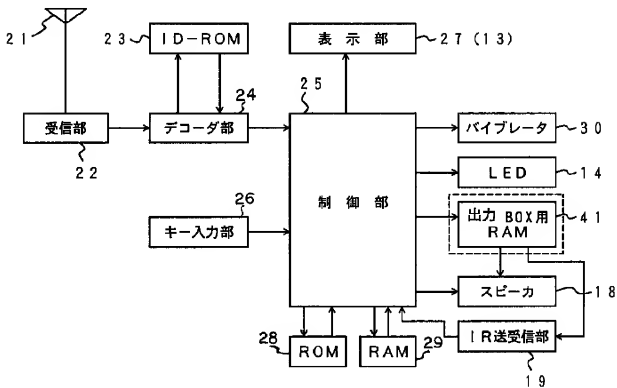 21
23
ID-ROM
表示部
27(13)
25
24
受信部
デコーダ部
バイブレータ
30
22
LED
14
制御部
26
出力 BOX用
RAM
41
キー入力部
スピーカ
18
28
ROM
RAM
29
IR送受信部
19